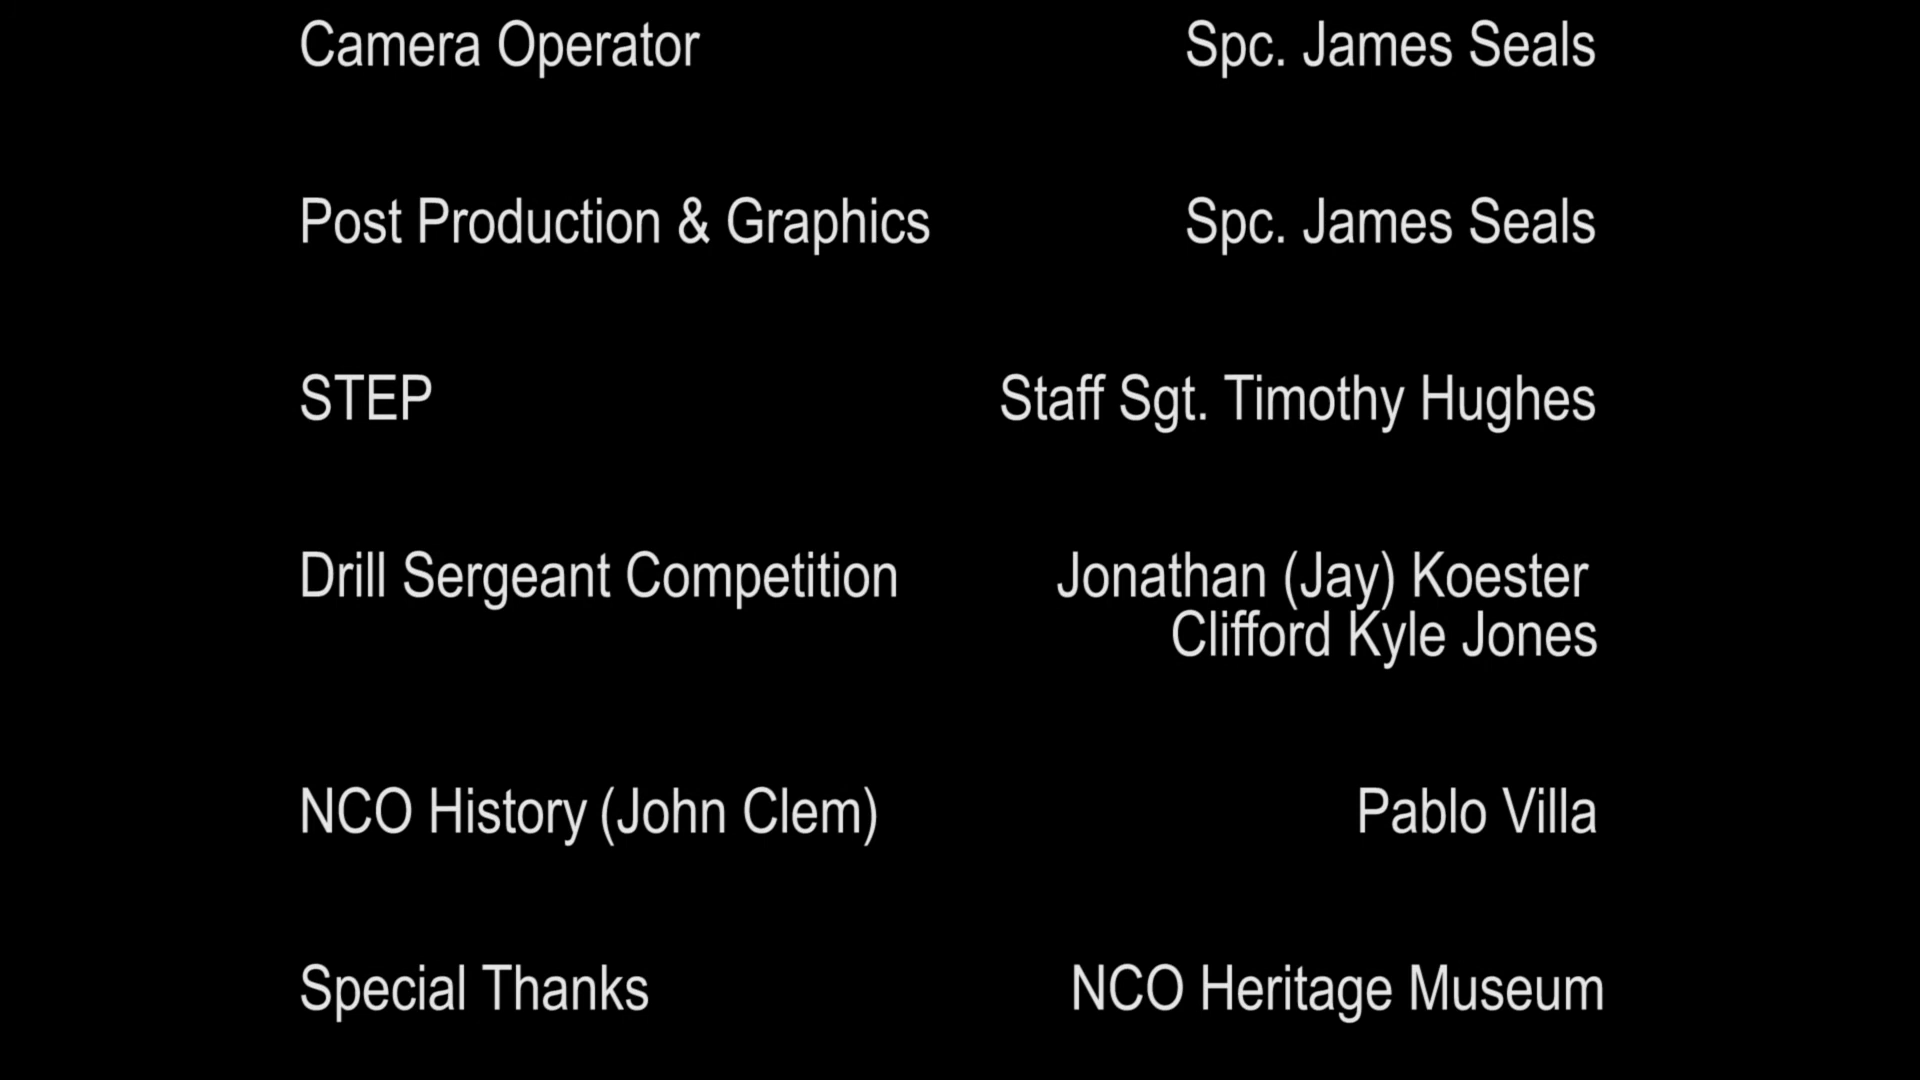 Camera Operator Spc. James Seals
Post Production & Graphics Spc. James Seals
STEP Staff Sgt. Timothy Hughes
Drill Sergeant Competition Jonathan (Jay) Koester
Clifford Kyle Jones
NCO History (John Clem) Pablo Villa
Special Thanks NCO Heritage Museum